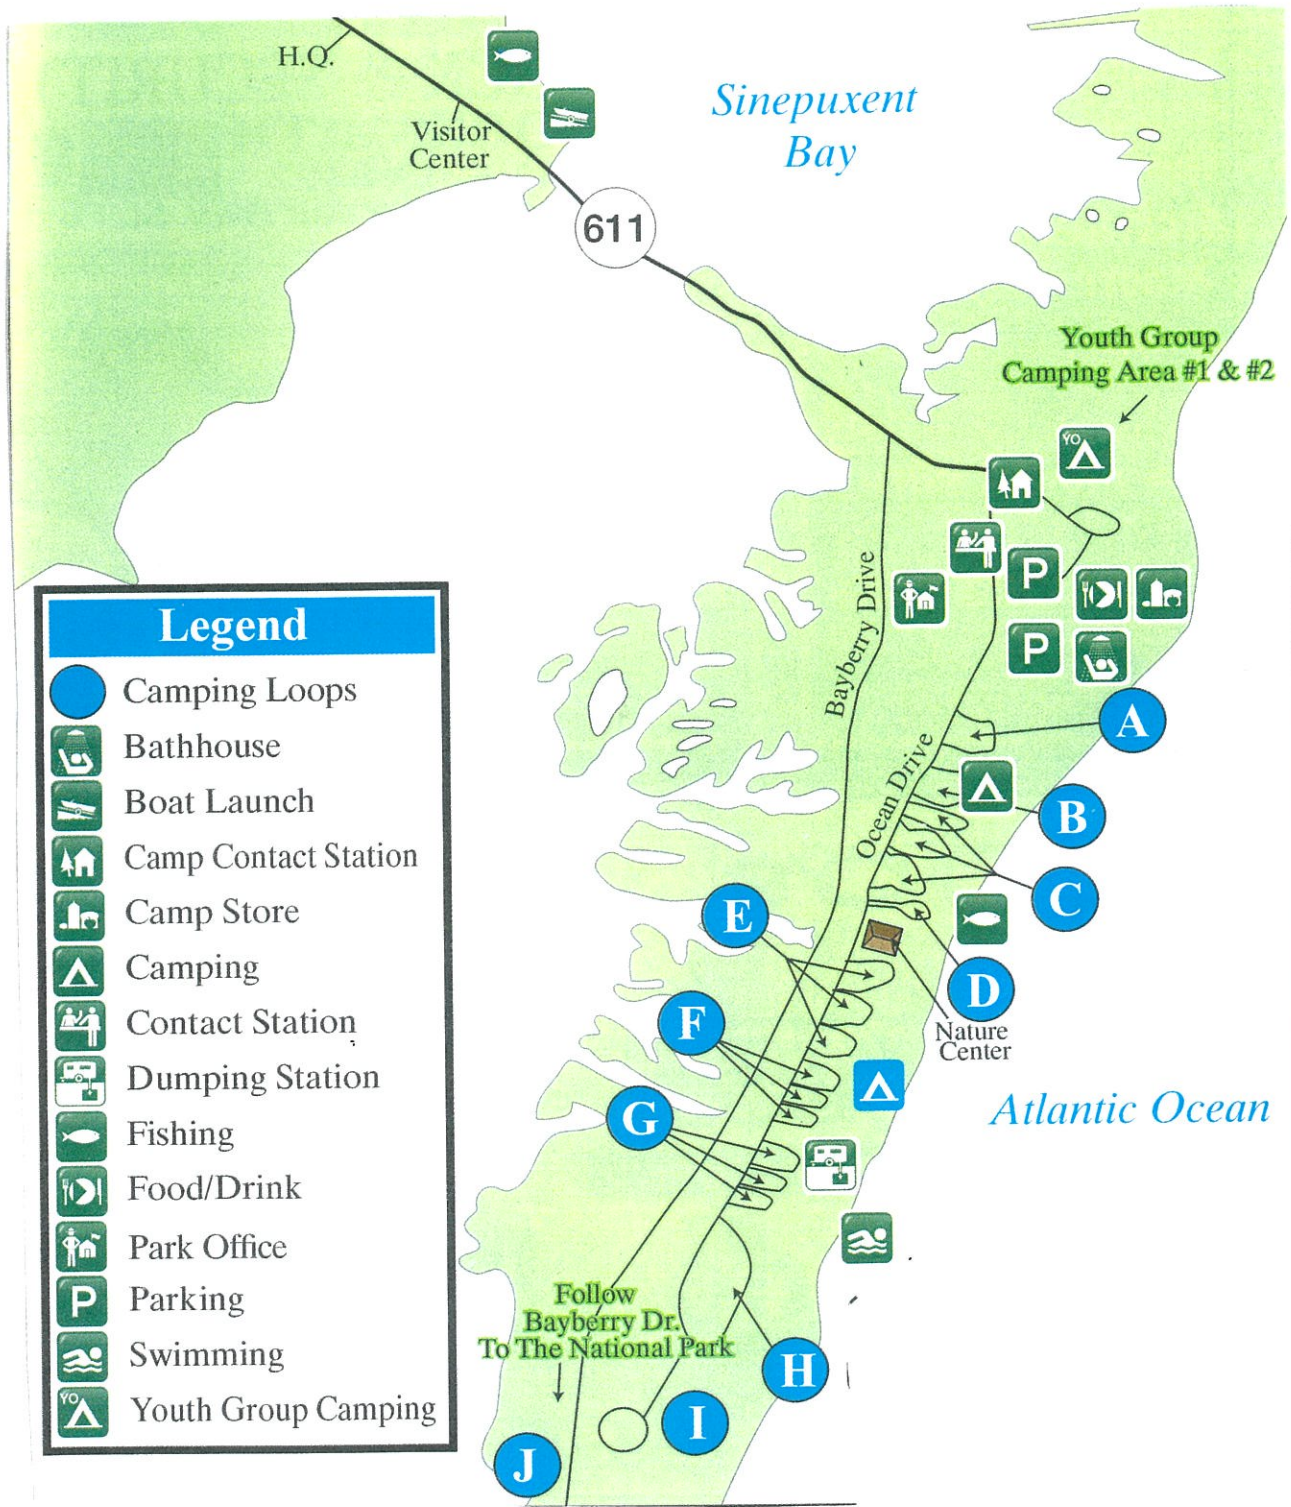 H.Q.
Visitor
Center
Sinepuxent
Bay
611
Youth Group
Camping Area #1 & #2
YO
P
P
Bayberry Drive
Ocean Drive
A
B
C
D
E
F
G
Nature
Center
Atlantic Ocean
Follow
Bayberry Dr.
To The National Park
H
I
J
Legend
Camping Loops
Bathhouse
Boat Launch
Camp Contact Station
Camp Store
Camping
Contact Station
Dumping Station
Fishing
Food/Drink
Park Office
P Parking
Swimming
YO Youth Group Camping